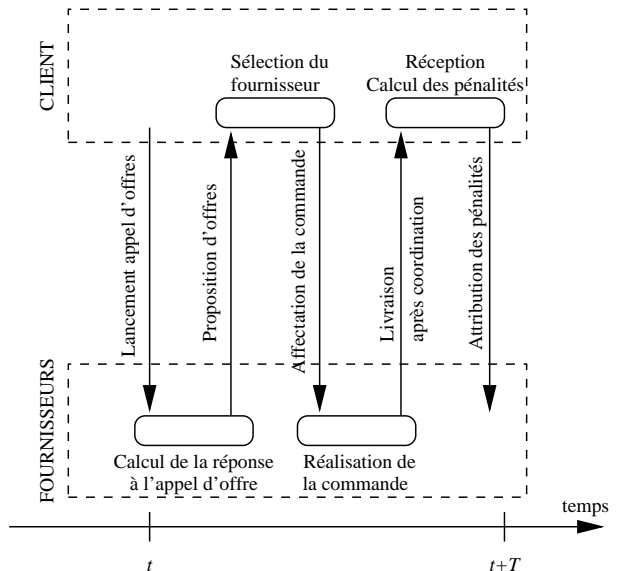 CLIENT
Sélection du
fournisseur
Réception
Calcul des pénalités
Lancement appel d'offres
Proposition d'offres
Affectation de la commande
Livraison
après coordination
Attribution des pénalités
FOURNISSEURS
Calcul de la réponse
à l'appel d'offre
Réalisation de
la commande
temps
t
t+T